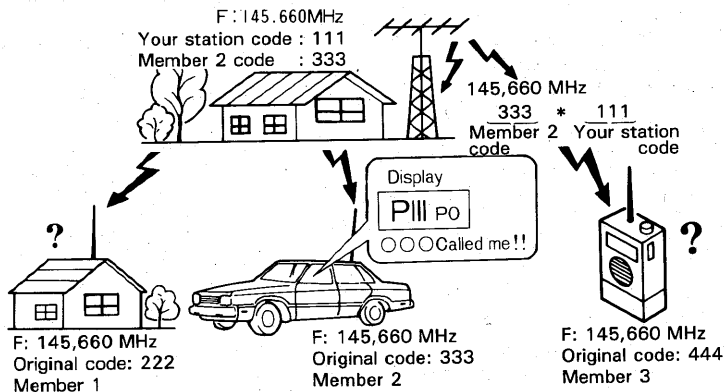 F: 145.660MHz
Your station code : 111
Member 2 code : 333
145,660 MHz
333 * 111
Member 2 Your station
code code
Display
PIII PO
○○○Called me!!
?
?
F: 145,660 MHz
Original code: 222
Member 1
F: 145,660 MHz
Original code: 333
Member 2
F: 145,660 MHz
Original code: 444
Member 3